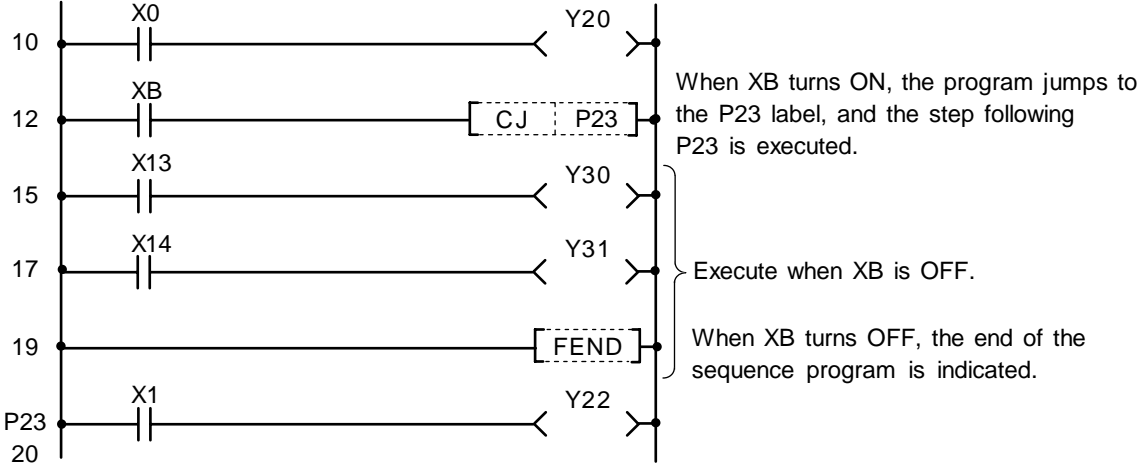 X0 Y20
10
XB
12 CJ P23
When XB turns ON, the program jumps to
the P23 label, and the step following
P23 is executed.
X13 Y30
15
X14 Y31
17
Execute when XB is OFF.
19 FEND
When XB turns OFF, the end of the
sequence program is indicated.
X1 Y22
P23
20